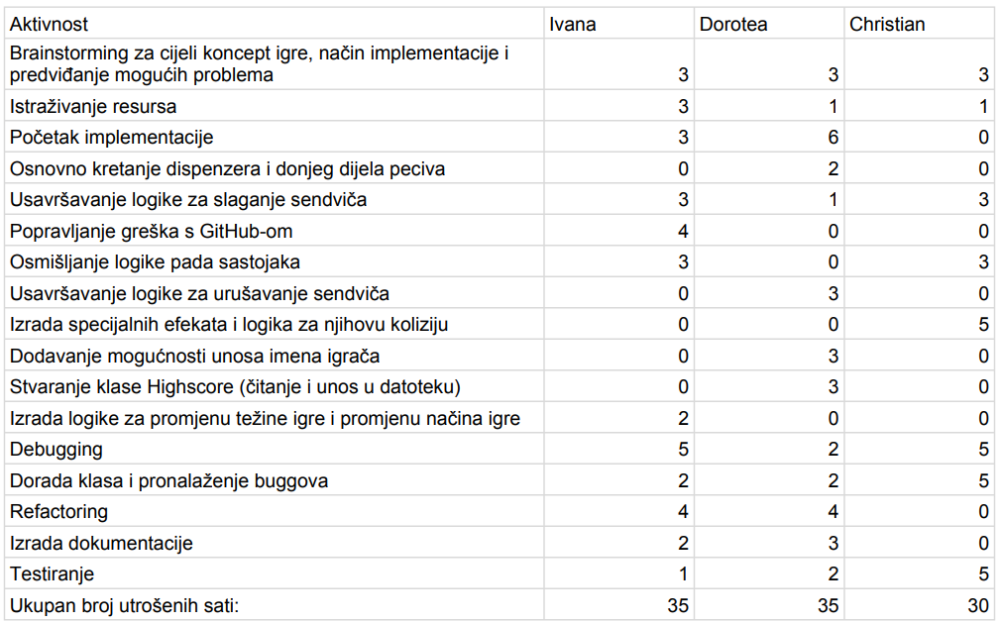 Aktivnost Ivana Dorotea Christian
Brainstorming za cijeli koncept igre, način implementacije i
predviđanje mogućih problema 3 3 3
Istraživanje resursa 3 1 1
Početak implementacije 3 6 0
Osnovno kretanje dispenzera i donjeg dijela peciva 0 2 0
Usavršavanje logike za slaganje sendviča 3 1 3
Popravljanje greška s GitHub-om 4 0 0
Osmišljanje logike pada sastojaka 3 0 3
Usavršavanje logike za urušavanje sendviča 0 3 0
Izrada specijalnih efekata i logika za njihovu koliziju 0 0 5
Dodavanje mogućnosti unosa imena igrača 0 3 0
Stvaranje klase Highscore (čitanje i unos u datoteku) 0 3 0
Izrada logike za promjenu težine igre i promjenu načina igre 2 0 0
Debugging 5 2 5
Dorada klasa i pronalaženje buggova 2 2 5
Refactoring 4 4 0
Izrada dokumentacije 2 3 0
Testiranje 1 2 5
Ukupan broj utrošenih sati: 35 35 30